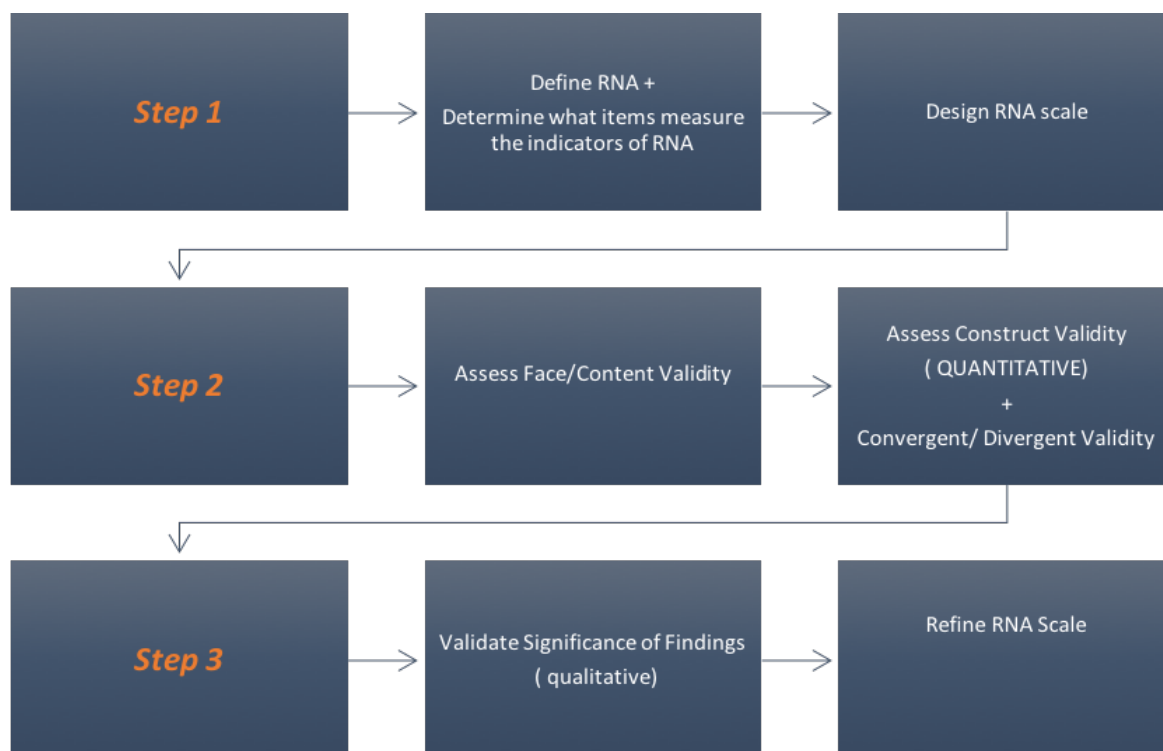 Step 1
Define RNA +
Determine what items measure
the indicators of RNA
Design RNA scale
Step 2
Assess Face/Content Validity
Assess Construct Validity
( QUANTITATIVE)
+
Convergent/ Divergent Validity
Step 3
Validate Significance of Findings
( qualitative)
Refine RNA Scale